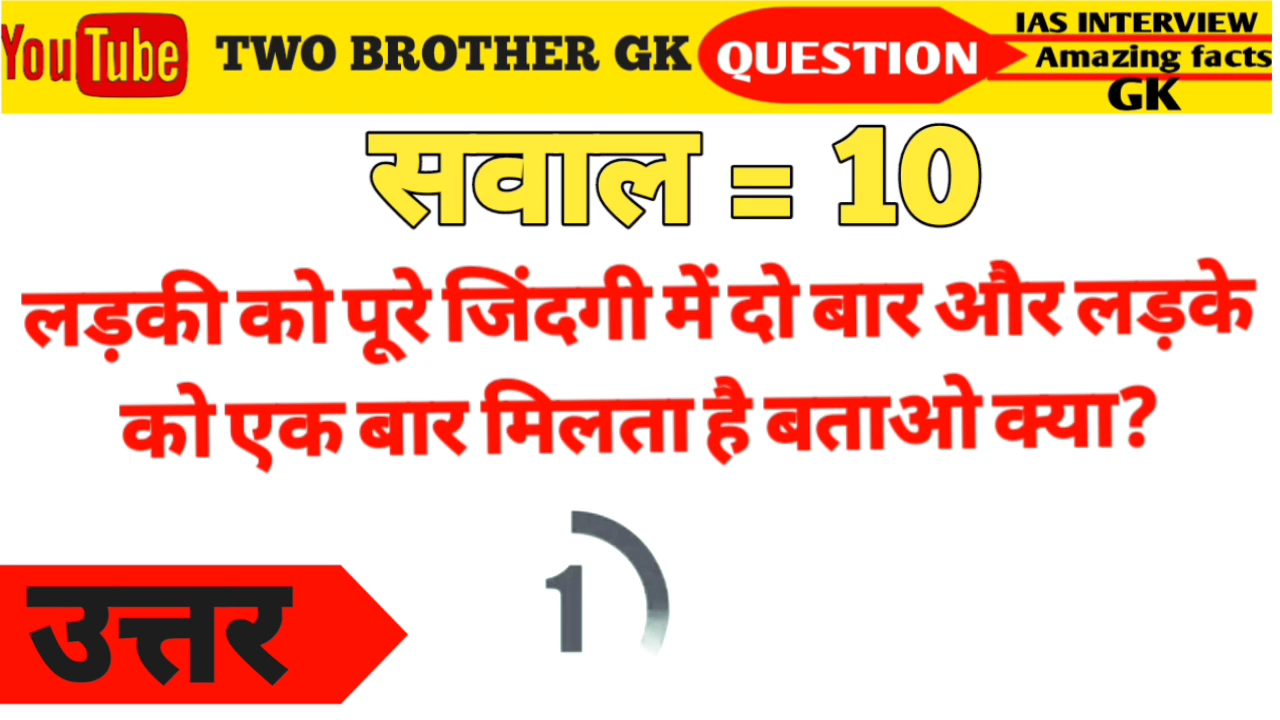 YouTube TWO BROTHER GK QUESTION
IAS INTERVIEW
Amazing facts
GK
सवाल = 10
लड़की को पूरे जिंदगी में दो बार और लड़के
को एक बार मिलता है बताओ क्या?
1
उत्तर